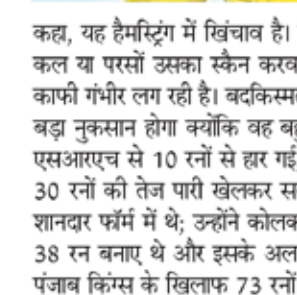 कहा, यह हैमस्ट्रिंग में खिंचाव है।
कल या परसों उसका स्कैन करव
काफी गंभीर लग रही है। बदकिस्म
बड़ा नुकसान होगा क्योंकि वह बह
एसआरएच से 10 रनों से हार गई
30 रनों की तेज पारी खेलकर स
शानदार फॉर्म में थे; उन्होंने कोलक
38 रन बनाए थे और इसके अल
पंजाब किंग्स के खिलाफ 73 रनों